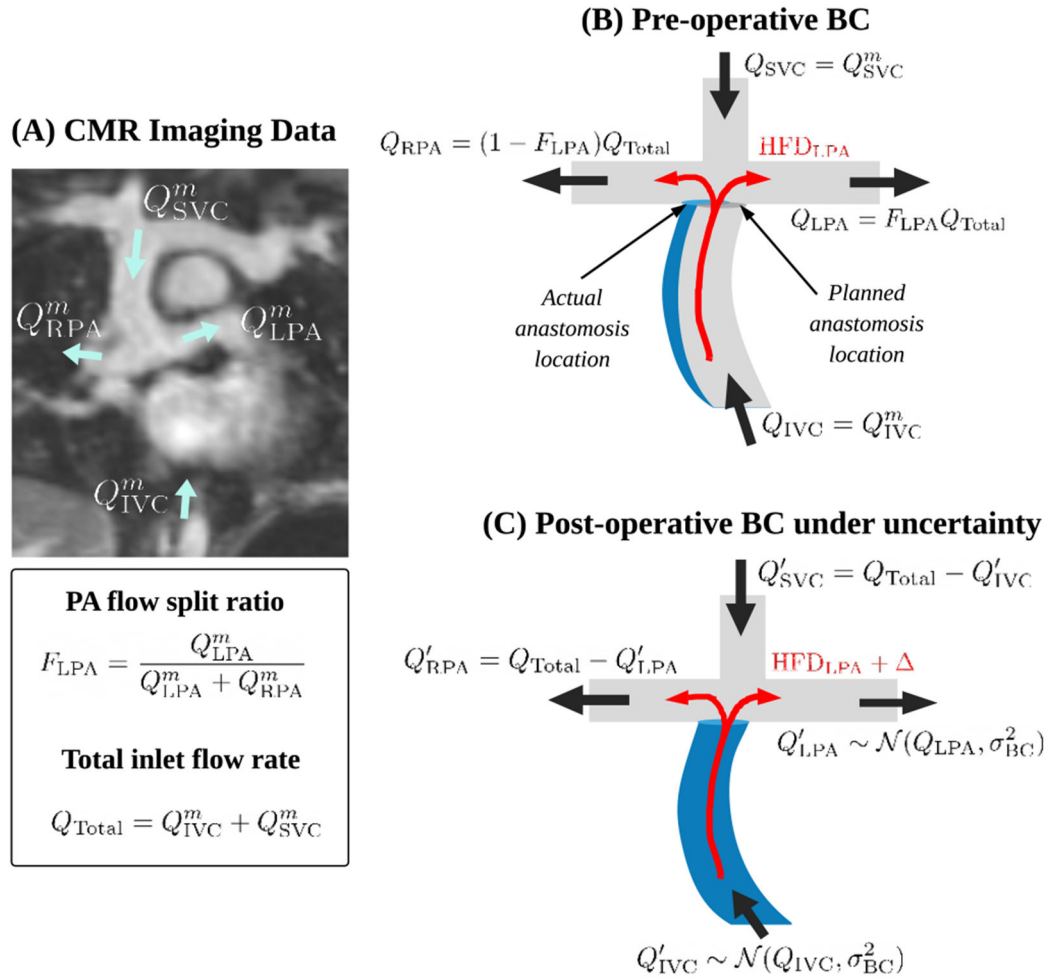 (A) CMR Imaging Data
Q^m_SVC
Q^m_RPA
Q^m_LPA
Q^m_IVC
PA flow split ratio
F_LPA = Q^m_LPA / (Q^m_LPA + Q^m_RPA)
Total inlet flow rate
Q_Total = Q^m_IVC + Q^m_SVC
(B) Pre-operative BC
Q_SVC = Q^m_SVC
Q_RPA = (1 − F_LPA)Q_Total
HFD_LPA
Q_LPA = F_LPA Q_Total
Actual
anastomosis
location
Planned
anastomosis
location
Q_IVC = Q^m_IVC
(C) Post-operative BC under uncertainty
Q′_SVC = Q_Total − Q′_IVC
Q′_RPA = Q_Total − Q′_LPA
HFD_LPA + Δ
Q′_LPA ∼ N(Q_LPA, σ²_BC)
Q′_IVC ∼ N(Q_IVC, σ²_BC)